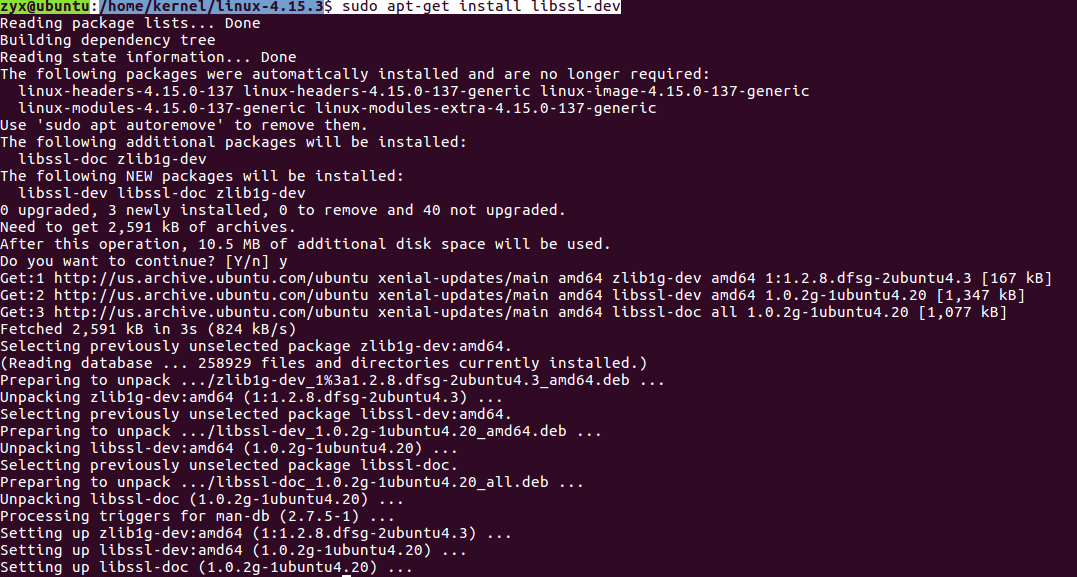 zyx@ubuntu:/home/kernel/linux-4.15.3$ sudo apt-get install libssl-dev
Reading package lists... Done
Building dependency tree
Reading state information... Done
The following packages were automatically installed and are no longer required:
  linux-headers-4.15.0-137 linux-headers-4.15.0-137-generic linux-image-4.15.0-137-generic
  linux-modules-4.15.0-137-generic linux-modules-extra-4.15.0-137-generic
Use 'sudo apt autoremove' to remove them.
The following additional packages will be installed:
  libssl-doc zlib1g-dev
The following NEW packages will be installed:
  libssl-dev libssl-doc zlib1g-dev
0 upgraded, 3 newly installed, 0 to remove and 40 not upgraded.
Need to get 2,591 kB of archives.
After this operation, 10.5 MB of additional disk space will be used.
Do you want to continue? [Y/n] y
Get:1 http://us.archive.ubuntu.com/ubuntu xenial-updates/main amd64 zlib1g-dev amd64 1:1.2.8.dfsg-2ubuntu4.3 [167 kB]
Get:2 http://us.archive.ubuntu.com/ubuntu xenial-updates/main amd64 libssl-dev amd64 1.0.2g-1ubuntu4.20 [1,347 kB]
Get:3 http://us.archive.ubuntu.com/ubuntu xenial-updates/main amd64 libssl-doc all 1.0.2g-1ubuntu4.20 [1,077 kB]
Fetched 2,591 kB in 3s (824 kB/s)
Selecting previously unselected package zlib1g-dev:amd64.
(Reading database ... 258929 files and directories currently installed.)
Preparing to unpack .../zlib1g-dev_1%3a1.2.8.dfsg-2ubuntu4.3_amd64.deb ...
Unpacking zlib1g-dev:amd64 (1:1.2.8.dfsg-2ubuntu4.3) ...
Selecting previously unselected package libssl-dev:amd64.
Preparing to unpack .../libssl-dev_1.0.2g-1ubuntu4.20_amd64.deb ...
Unpacking libssl-dev:amd64 (1.0.2g-1ubuntu4.20) ...
Selecting previously unselected package libssl-doc.
Preparing to unpack .../libssl-doc_1.0.2g-1ubuntu4.20_all.deb ...
Unpacking libssl-doc (1.0.2g-1ubuntu4.20) ...
Processing triggers for man-db (2.7.5-1) ...
Setting up zlib1g-dev:amd64 (1:1.2.8.dfsg-2ubuntu4.3) ...
Setting up libssl-dev:amd64 (1.0.2g-1ubuntu4.20) ...
Setting up libssl-doc (1.0.2g-1ubuntu4.20) ...